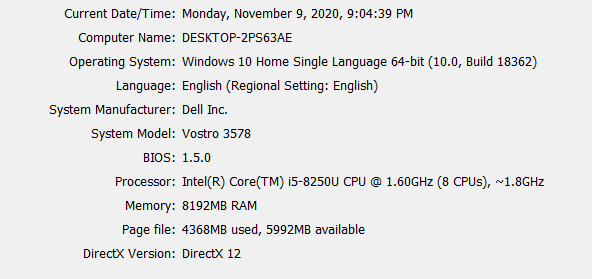 Current Date/Time: Monday, November 9, 2020, 9:04:39 PM
Computer Name: DESKTOP-2PS63AE
Operating System: Windows 10 Home Single Language 64-bit (10.0, Build 18362)
Language: English (Regional Setting: English)
System Manufacturer: Dell Inc.
System Model: Vostro 3578
BIOS: 1.5.0
Processor: Intel(R) Core(TM) i5-8250U CPU @ 1.60GHz (8 CPUs), ~1.8GHz
Memory: 8192MB RAM
Page file: 4368MB used, 5992MB available
DirectX Version: DirectX 12